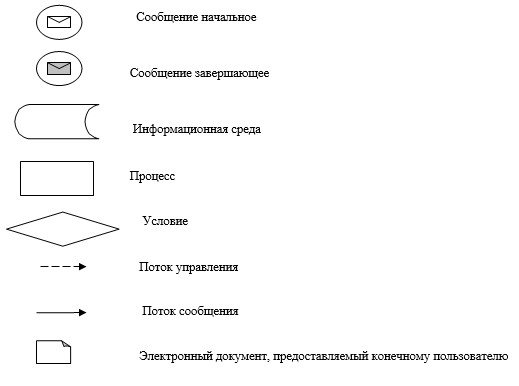 Сообщение начальное
Сообщение завершающее
Информационная среда
Процесс
Условие
Поток управления
Поток сообщения
Электронный документ, предоставляемый конечному пользователю